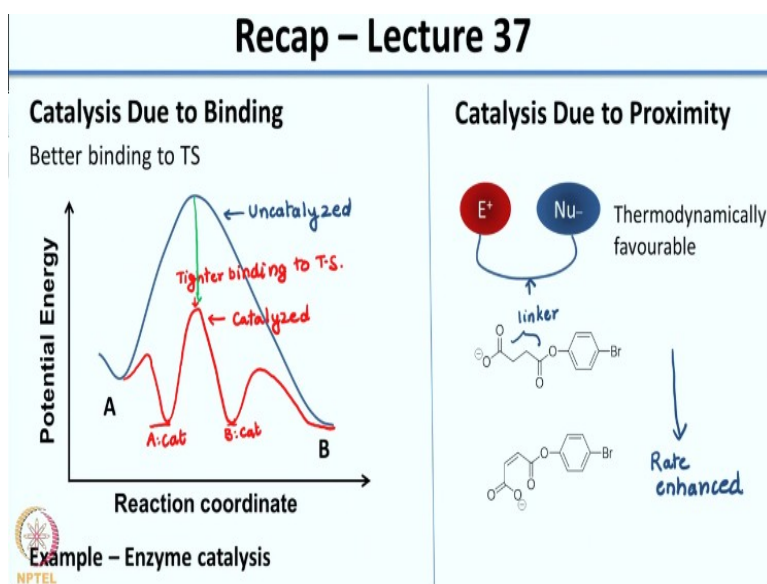 Recap – Lecture 37
Catalysis Due to Binding
Better binding to TS
Potential Energy
← Uncatalyzed
Tighter binding to T.S.
← Catalyzed
A
A:cat
B:cat
B
Reaction coordinate
Example – Enzyme catalysis
NPTEL
Catalysis Due to Proximity
E+
Nu–
Thermodynamically
favourable
linker
O
O
O
O
Br
O
O
O
O
Br
Rate
enhanced